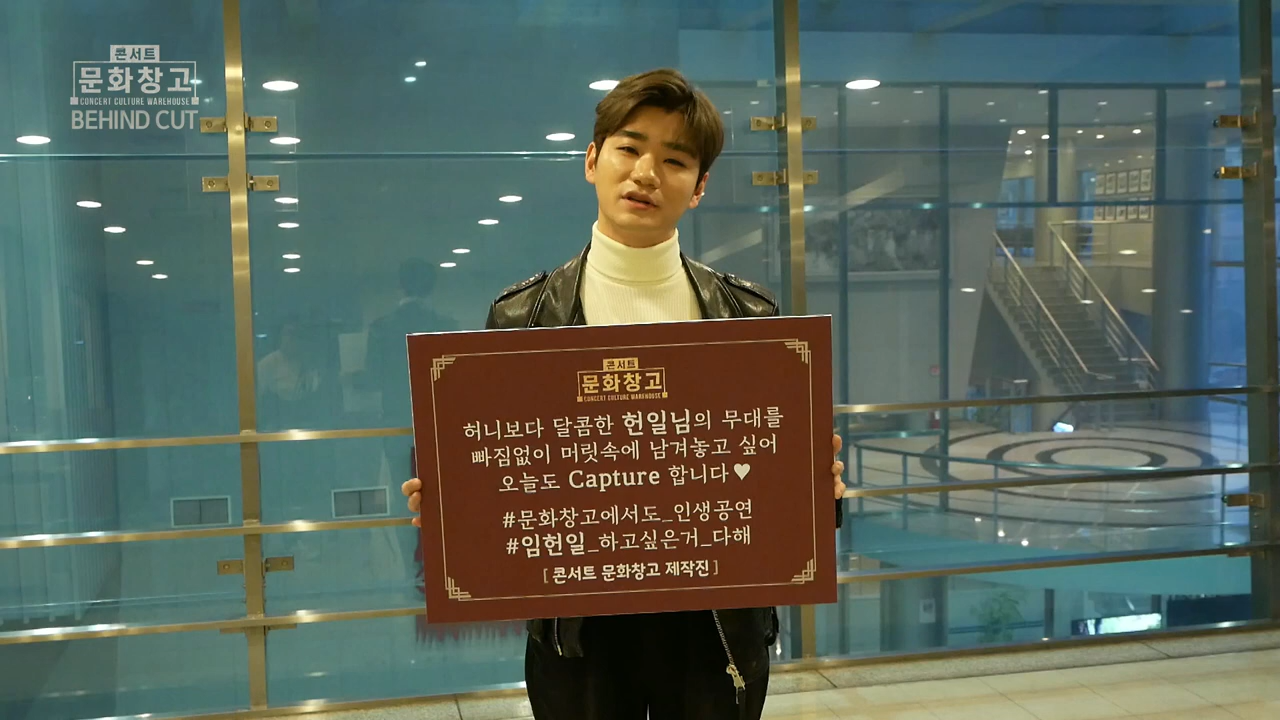 콘서트
문화창고
CONCERT CULTURE WAREHOUSE
BEHIND CUT
콘서트
문화창고
CONCERT CULTURE WAREHOUSE
허니보다 달콤한 헌일님의 무대를
빠짐없이 머릿속에 남겨놓고 싶어
오늘도 Capture 합니다♥
#문화창고에서도_인생공연
#임헌일_하고싶은거_다해
[ 콘서트 문화창고 제작진 ]